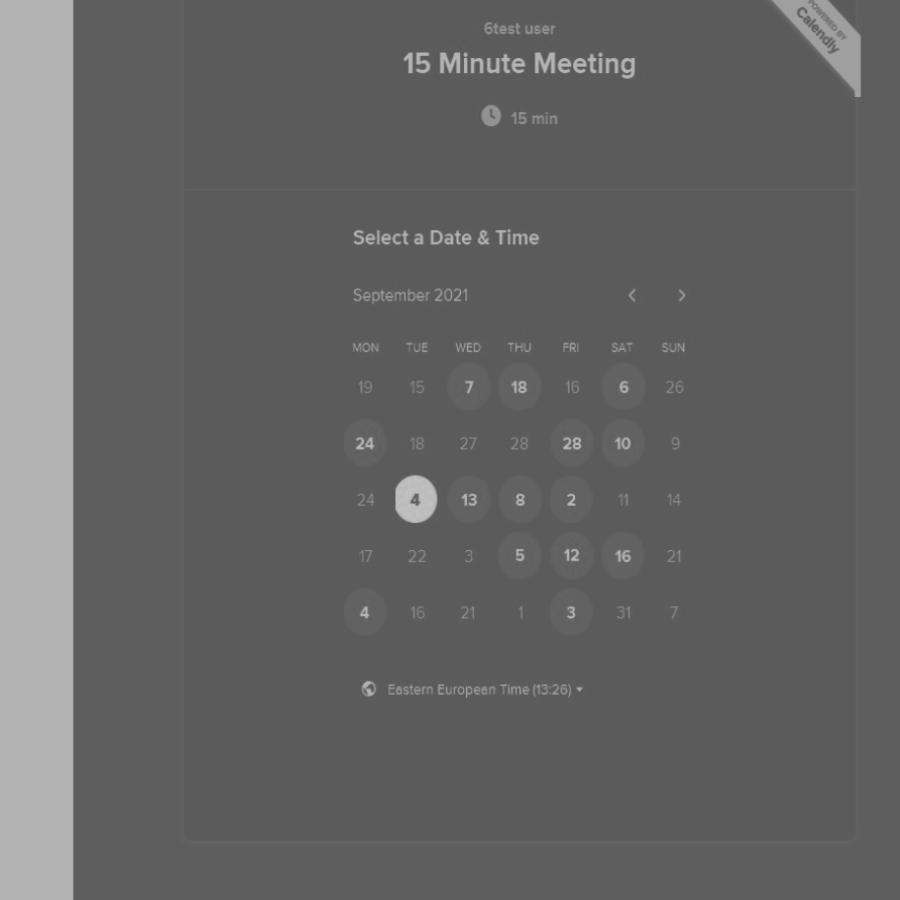 POWERED BY
Calendly
6test user
15 Minute Meeting
15 min
Select a Date & Time
September 2021
MON TUE WED THU FRI SAT SUN
19 15 7 18 16 6 26
24 18 27 28 28 10 9
24 4 13 8 2 11 14
17 22 3 5 12 16 21
4 16 21 1 3 31 7
Eastern European Time (13:26)